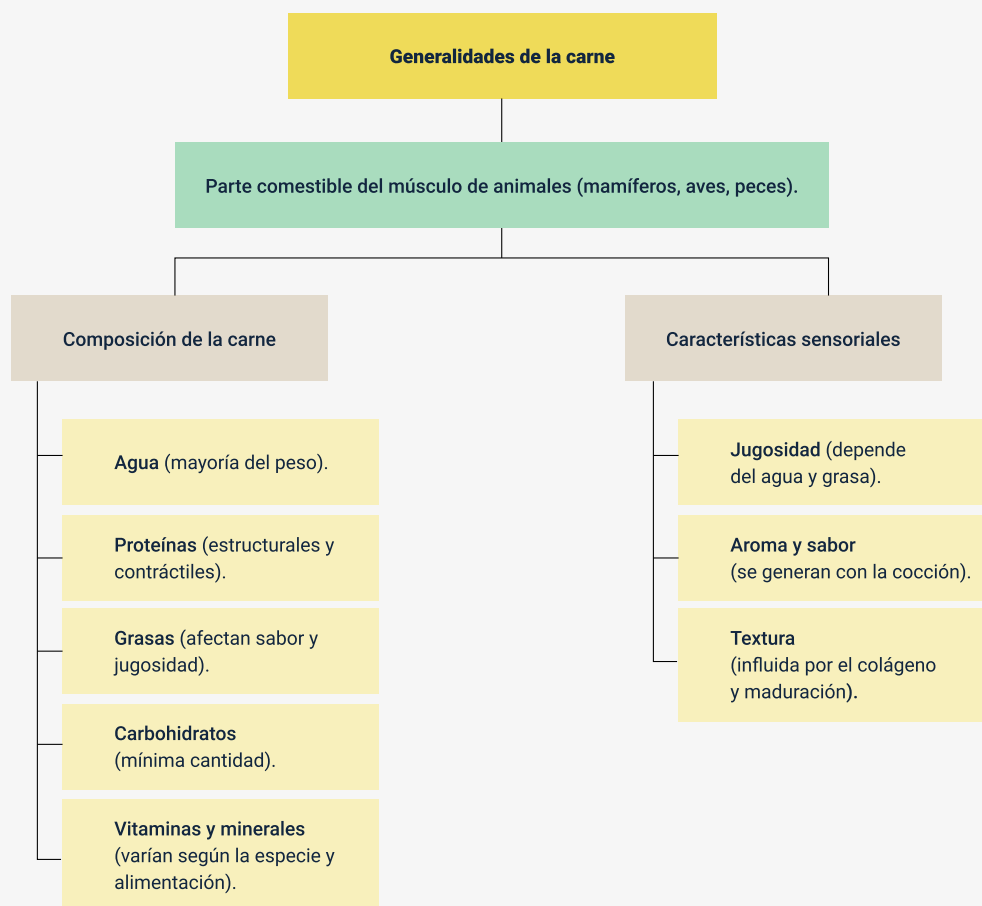 Generalidades de la carne
Parte comestible del músculo de animales (mamíferos, aves, peces).
Composición de la carne
Agua (mayoría del peso).
Proteínas (estructurales y
contráctiles).
Grasas (afectan sabor y
jugosidad).
Carbohidratos
(mínima cantidad).
Vitaminas y minerales
(varían según la especie y
alimentación).
Características sensoriales
Jugosidad (depende
del agua y grasa).
Aroma y sabor
(se generan con la cocción).
Textura
(influida por el colágeno
y maduración).